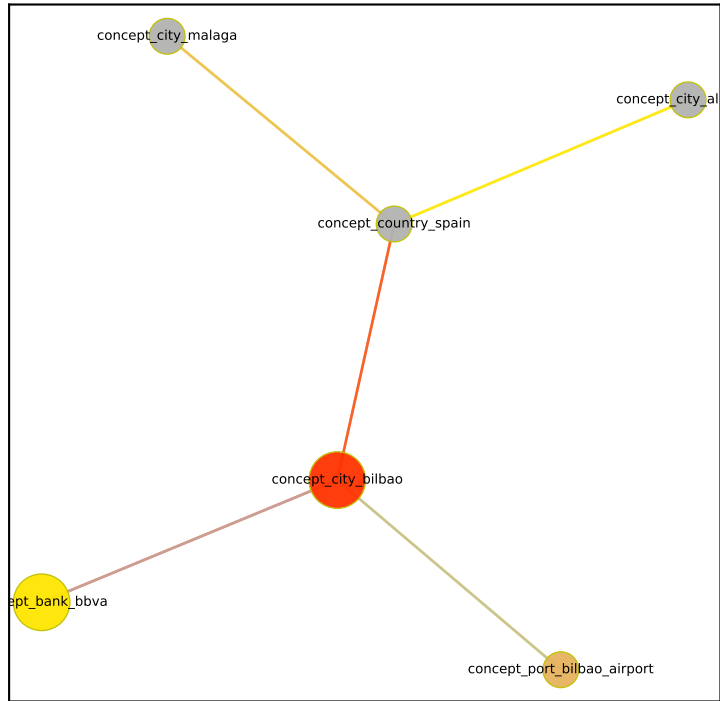 concept_city_malaga
concept_city_al
concept_country_spain
concept_city_bilbao
ept_bank_bbva
concept_port_bilbao_airport